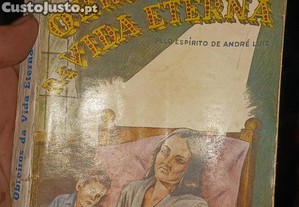 CustoJusto.pt
VIDA ETERNA
PELO ESPÍRITO DE ANDRÉ LUIZ
Obreiros da Vida Eterna